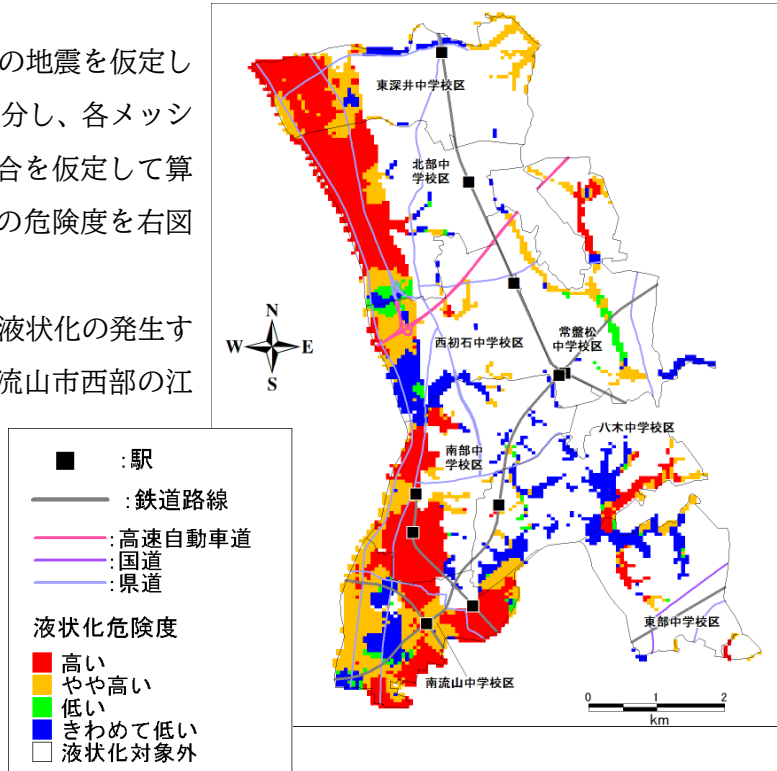 の地震を仮定し
分し、各メッシ
合を仮定して算
の危険度を右図
液状化の発生す
流山市西部の江
東深井中学校区
北部中
学校区
N
W E
S
西初石中学校区
常盤松
中学校区
南部中
学校区
八木中学校区
東部中学校区
南流山中学校区
0 1 2
km
:駅
:鉄道路線
:高速自動車道
:国道
:県道
液状化危険度
高い
やや高い
低い
きわめて低い
液状化対象外